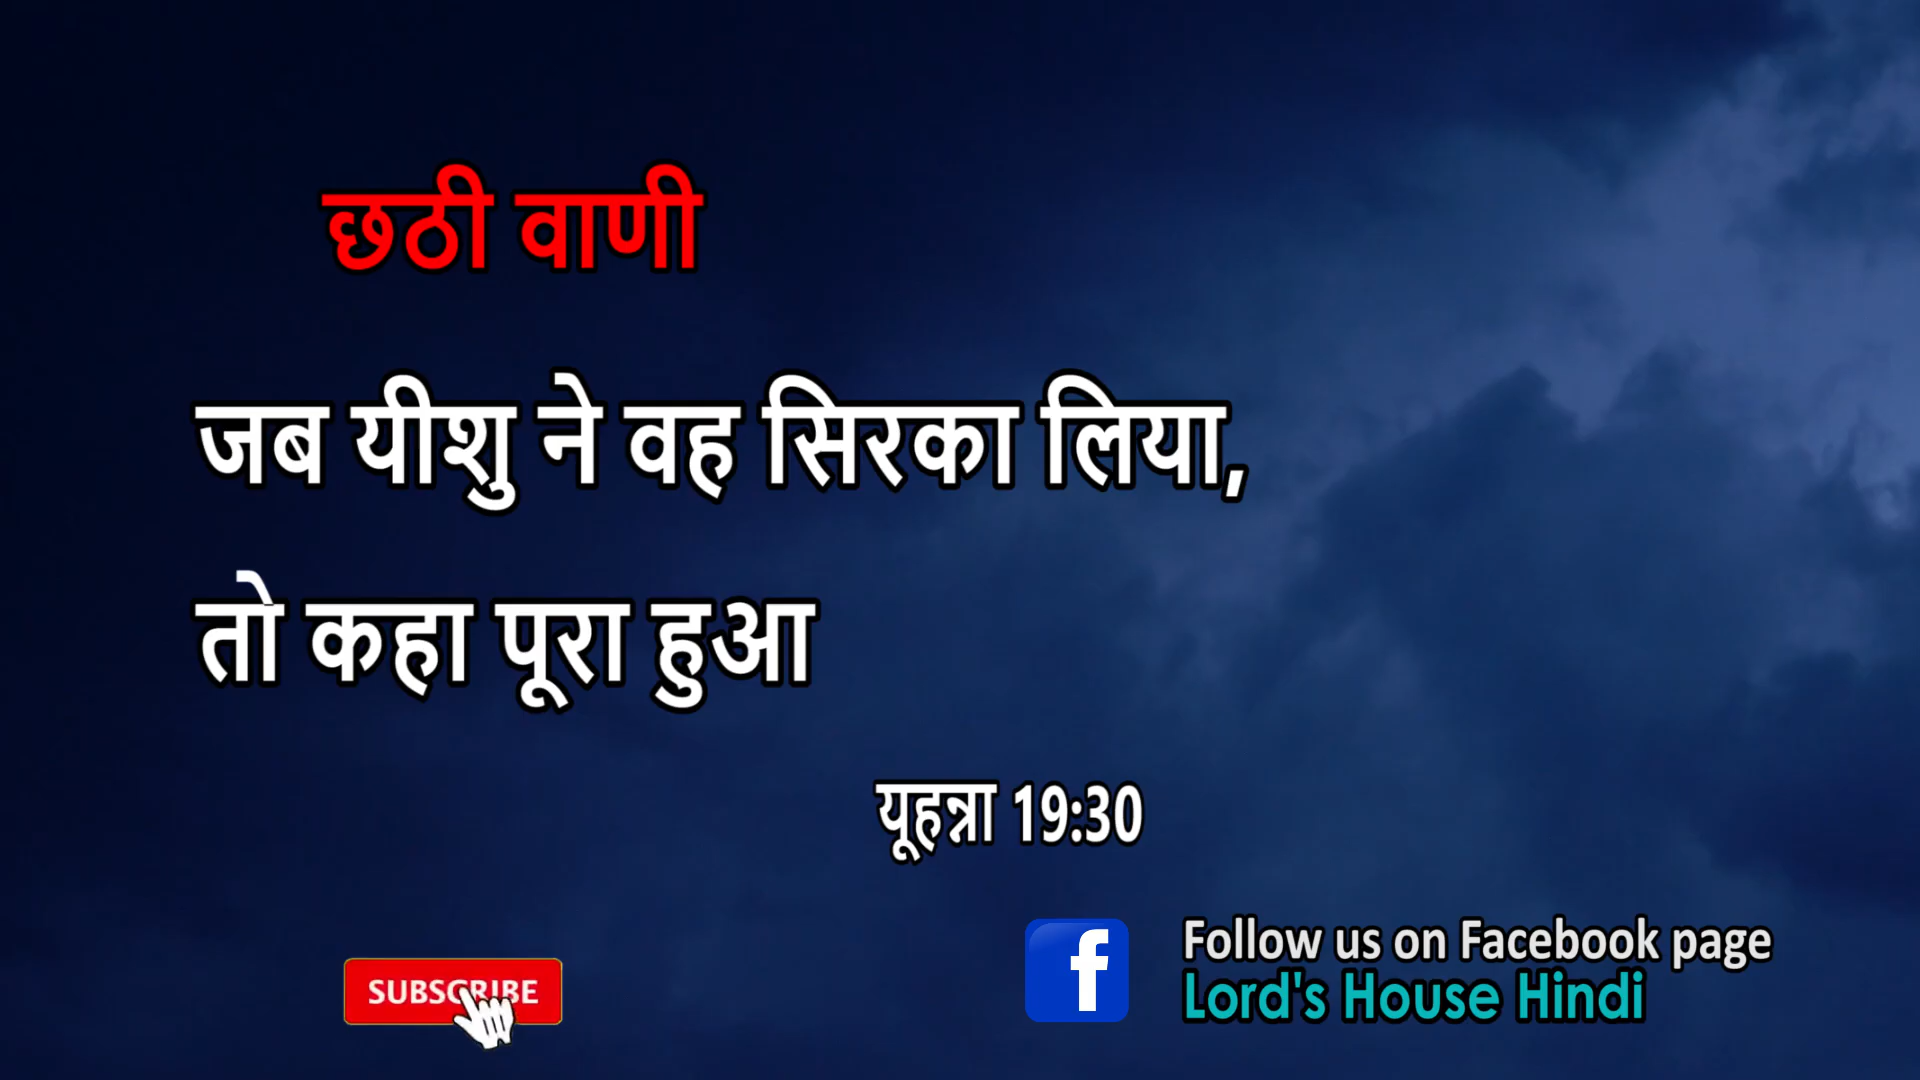 छठी वाणी
जब यीशु ने वह सिरका लिया,
तो कहा पूरा हुआ
यूहन्ना 19:30
SUBSCRIBE
Follow us on Facebook page
Lord's House Hindi